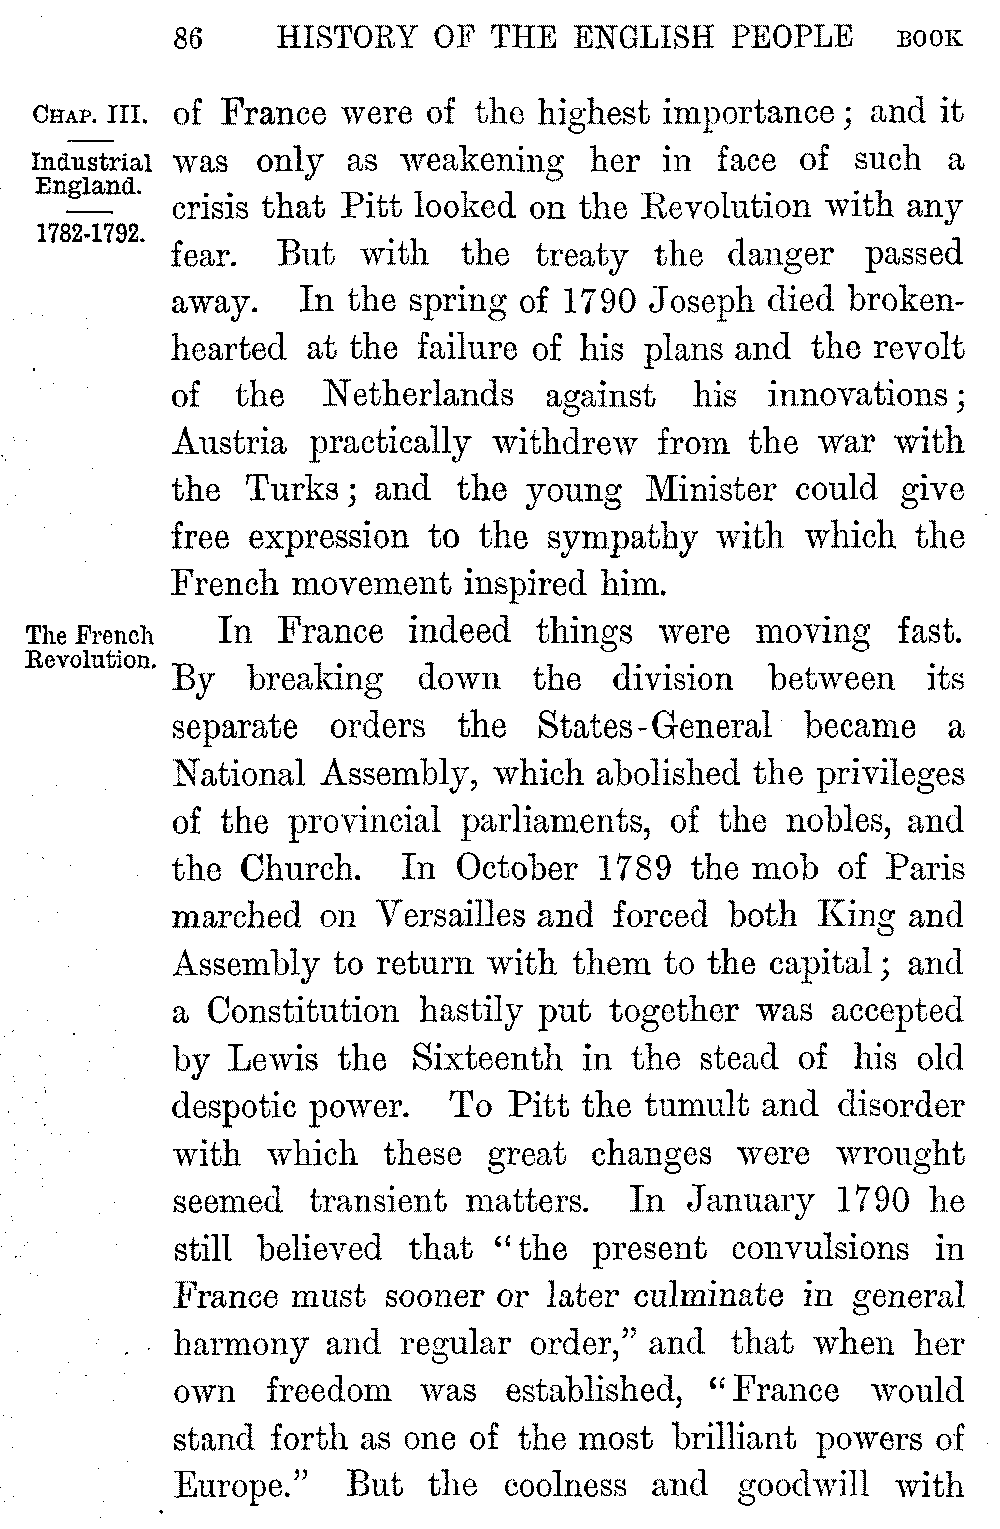 86 HISTORY OF THE ENGLISH PEOPLE BOOK
CHAP. III.
Industrial
England.
1782-1792.
of France were of the highest importance; and it
was only as weakening her in face of such a
crisis that Pitt looked on the Revolution with any
fear. But with the treaty the danger passed
away. In the spring of 1790 Joseph died broken-
hearted at the failure of his plans and the revolt
of the Netherlands against his innovations;
Austria practically withdrew from the war with
the Turks; and the young Minister could give
free expression to the sympathy with which the
French movement inspired him.
The French
Revolution.
In France indeed things were moving fast.
By breaking down the division between its
separate orders the States-General became a
National Assembly, which abolished the privileges
of the provincial parliaments, of the nobles, and
the Church. In October 1789 the mob of Paris
marched on Versailles and forced both King and
Assembly to return with them to the capital; and
a Constitution hastily put together was accepted
by Lewis the Sixteenth in the stead of his old
despotic power. To Pitt the tumult and disorder
with which these great changes were wrought
seemed transient matters. In January 1790 he
still believed that “the present convulsions in
France must sooner or later culminate in general
harmony and regular order,” and that when her
own freedom was established, “France would
stand forth as one of the most brilliant powers of
Europe.” But the coolness and goodwill with